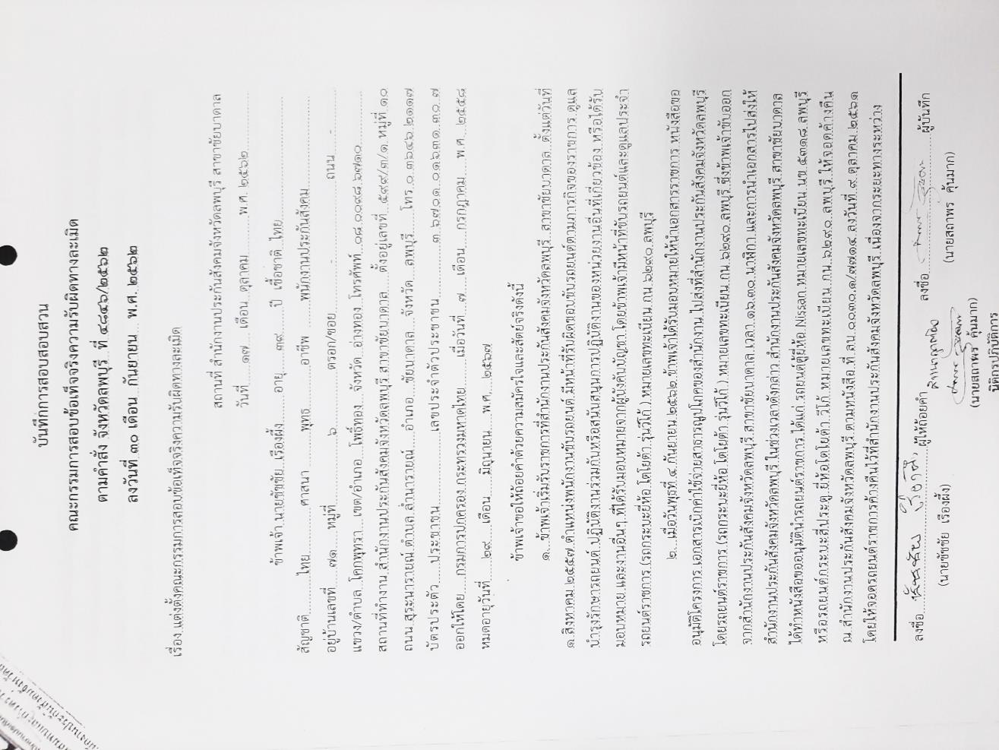 บันทึกการสอบสวน
คณะกรรมการสอบข้อเท็จจริงความรับผิดทางละเมิด
ตามคำสั่ง จังหวัดลพบุรี ที่ ๔๘๔๖/๒๕๖๒
ลงวันที่ ๓๐ เดือน กันยายน พ.ศ. ๒๕๖๒
เรื่อง แต่งตั้งคณะกรรมการสอบข้อเท็จจริงความรับผิดทางละเมิด
สถานที่ สำนักงานประกันสังคมจังหวัดลพบุรี สาขาชัยบาดาล
วันที่ ๑๗ เดือน ตุลาคม พ.ศ. ๒๕๖๒
ข้าพเจ้า นายชัชชัย เรืองผึ้ง อายุ ๓๙ ปี เชื้อชาติ ไทย
สัญชาติ ไทย ศาสนา พุทธ อาชีพ พนักงานประกันสังคม
อยู่บ้านเลขที่ ๗๑ หมู่ที่ ๖ ตรอก/ซอย - ถนน -
แขวง/ตำบล โคกพุทรา เขต/อำเภอ โพธิ์ทอง จังหวัด อ่างทอง โทรศัพท์ ๐๘ ๐๐๙๘ ๖๗๑๐
สถานที่ทำงาน สำนักงานประกันสังคมจังหวัดลพบุรี สาขาชัยบาดาล ตั้งอยู่เลขที่ ๕๙๙/๓/๑ หมู่ที่ ๑๐
ถนน สุระนารายณ์ ตำบล ลำนารายณ์ อำเภอ ชัยบาดาล จังหวัด ลพบุรี โทร ๐ ๓๖๔๖ ๒๑๑๗
บัตรประตัว ประชาชน เลขประจำตัวประชาชน ๓ ๖๗๐๑ ๐๑๖๓๑ ๓๐ ๗
ออกให้โดย กรมการปกครอง กระทรวงมหาดไทย เมื่อวันที่ ๗ เดือน กรกฎาคม พ.ศ. ๒๕๕๘
หมดอายุวันที่ ๒๙ เดือน มิถุนายน พ.ศ. ๒๕๖๗
ข้าพเจ้าขอให้ถ้อยคำด้วยความสมัครใจและสัตย์จริงดังนี้
๑. ข้าพเจ้าเริ่มรับราชการที่สำนักงานประกันสังคมจังหวัดลพบุรี สาขาชัยบาดาล ตั้งแต่วันที่
๑ สิงหาคม ๒๕๕๗ ตำแหน่งพนักงานขับรถยนต์ มีหน้าที่รับผิดชอบขับรถยนต์ตามภารกิจของราชการ ดูแล
บำรุงรักษารถยนต์ ปฏิบัติงานร่วมกันหรือสนับสนุนการปฏิบัติงานของหน่วยงานอื่นที่เกี่ยวข้อง หรือได้รับ
มอบหมาย และงานอื่นๆ ที่ได้รับมอบหมายจากผู้บังคับบัญชา โดยข้าพเจ้ามีหน้าที่ขับรถยนต์และดูแลประจำ
รถยนต์ราชการ (รถกระบะยี่ห้อ โตโยต้า รุ่นวีโก้ ) หมายเลขทะเบียน กน ๖๒๙๐ ลพบุรี
๒. เมื่อวันพุธที่ ๔ กันยายน ๒๕๖๒ ข้าพเจ้าได้รับมอบหมายให้นำเอกสารราชการ หนังสือขอ
อนุมัติโครงการ เอกสารเบิกค่าใช้จ่ายสาธารณูปโภคของสำนักงาน ไปส่งที่สำนักงานประกันสังคมจังหวัดลพบุรี
โดยรถยนต์ราชการ (รถกระบะยี่ห้อ โตโยต้า รุ่นวีโก้ ) หมายเลขทะเบียน กน ๖๒๙๐ ลพบุรี ซึ่งข้าพเจ้าขับออก
จากสำนักงานประกันสังคมจังหวัดลพบุรี สาขาชัยบาดาล เวลา ๑๖.๓๐ นาฬิกา และการนำเอกสารไปส่งให้
สำนักงานประกันสังคมจังหวัดลพบุรี ในช่วงเวลาดังกล่าว สำนักงานประกันสังคมจังหวัดลพบุรี สาขาชัยบาดาล
ได้ทำหนังสือขออนุมัตินำรถยนต์ราชการ ได้แก่ รถยนต์ตู้ยี่ห้อ Nissan หมายเลขทะเบียน นข ๕๓๑๘ ลพบุรี
หรือรถยนต์กระบะสี่ประตู ยี่ห้อโตโยต้า วีโก้ หมายเลขทะเบียน กน ๖๒๙๐ ลพบุรี ให้จอดค้างคืน
ณ สำนักงานประกันสังคมจังหวัดลพบุรี ตามหนังสือ ที่ ลบ ๐๐๓๐.๑/๗๗๑๔ ลงวันที่ ๙ ตุลาคม ๒๕๖๑
โดยให้จอดรถยนต์ราชการค้างคืนไว้ที่สำนักงานประกันสังคมจังหวัดลพบุรี เนื่องจากระยะทางระหว่าง
ลงชื่อ ชัชชัย เรืองผึ้ง ผู้ให้ถ้อยคำ ลงชื่อ ผู้บันทึก
(นายชัชชัย เรืองผึ้ง) (นายสถาพร คุ้มมาก)
สำเนาถูกต้อง
(นายสถาพร คุ้มมาก)
นิติกรปฏิบัติการ